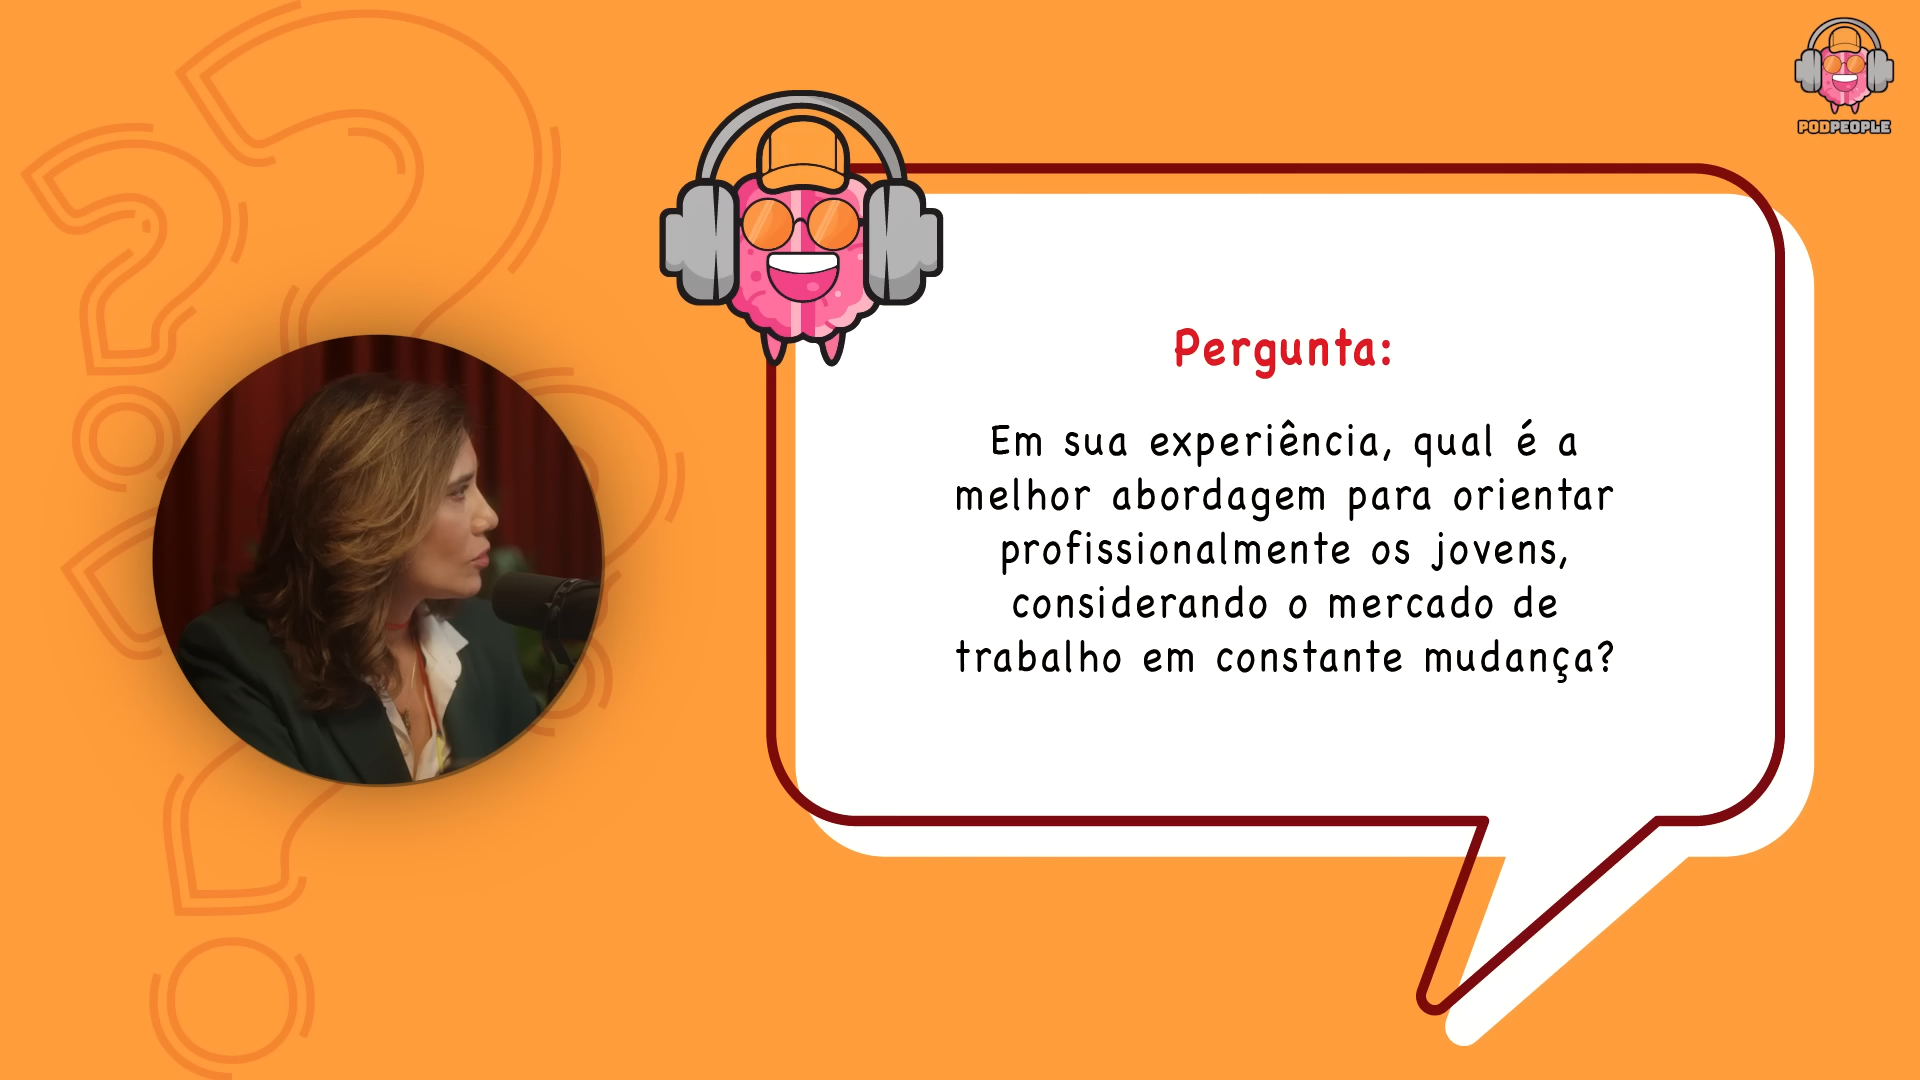 PODPEOPLE
Pergunta:
Em sua experiência, qual é a
melhor abordagem para orientar
profissionalmente os jovens,
considerando o mercado de
trabalho em constante mudança?